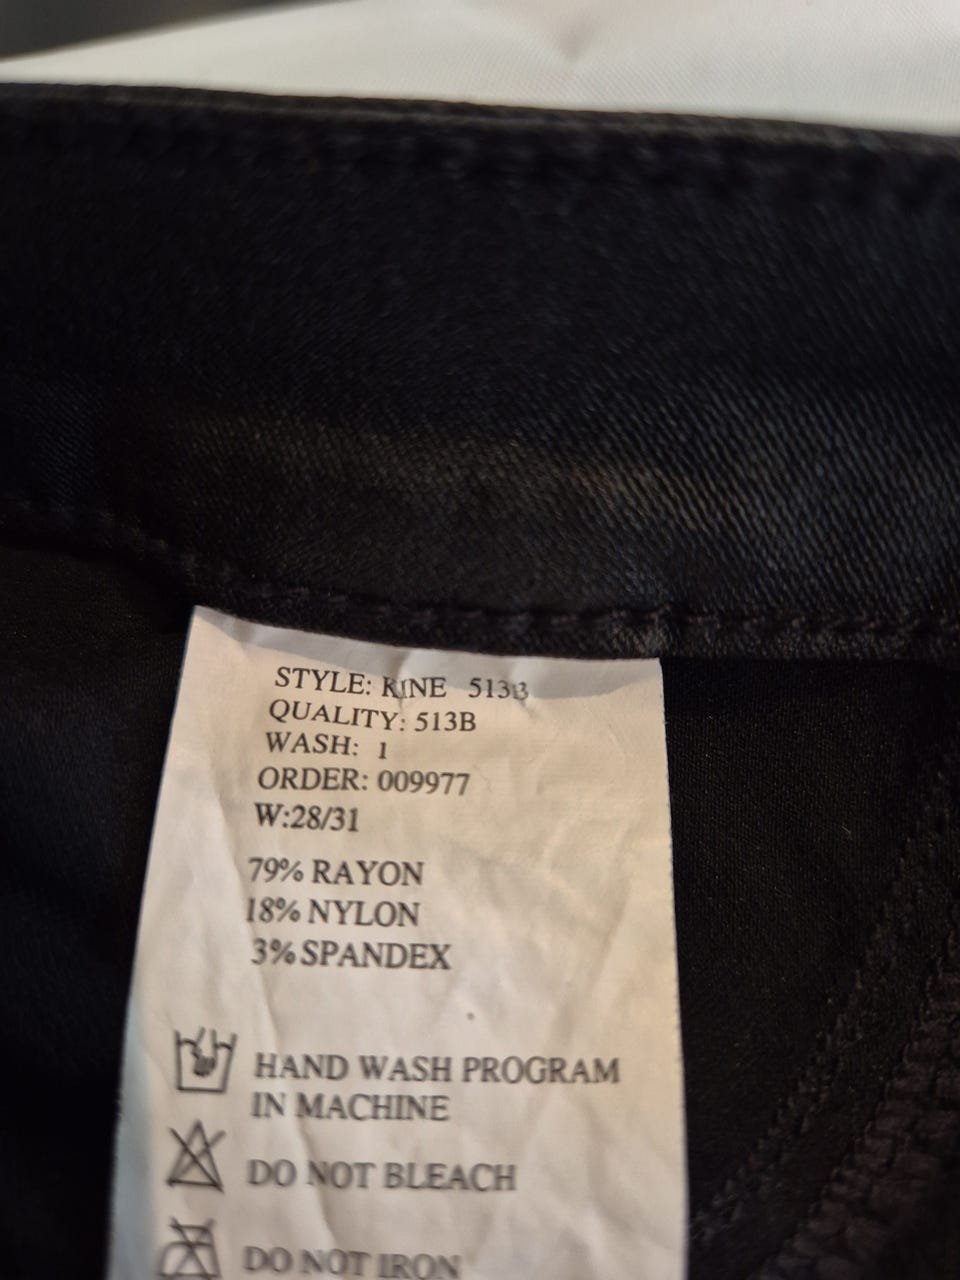 STYLE: RINE 513B
QUALITY: 513B
WASH: 1
ORDER: 009977
W:28/31
79% RAYON
18% NYLON
3% SPANDEX
HAND WASH PROGRAM
IN MACHINE
DO NOT BLEACH
DO NOT IRON